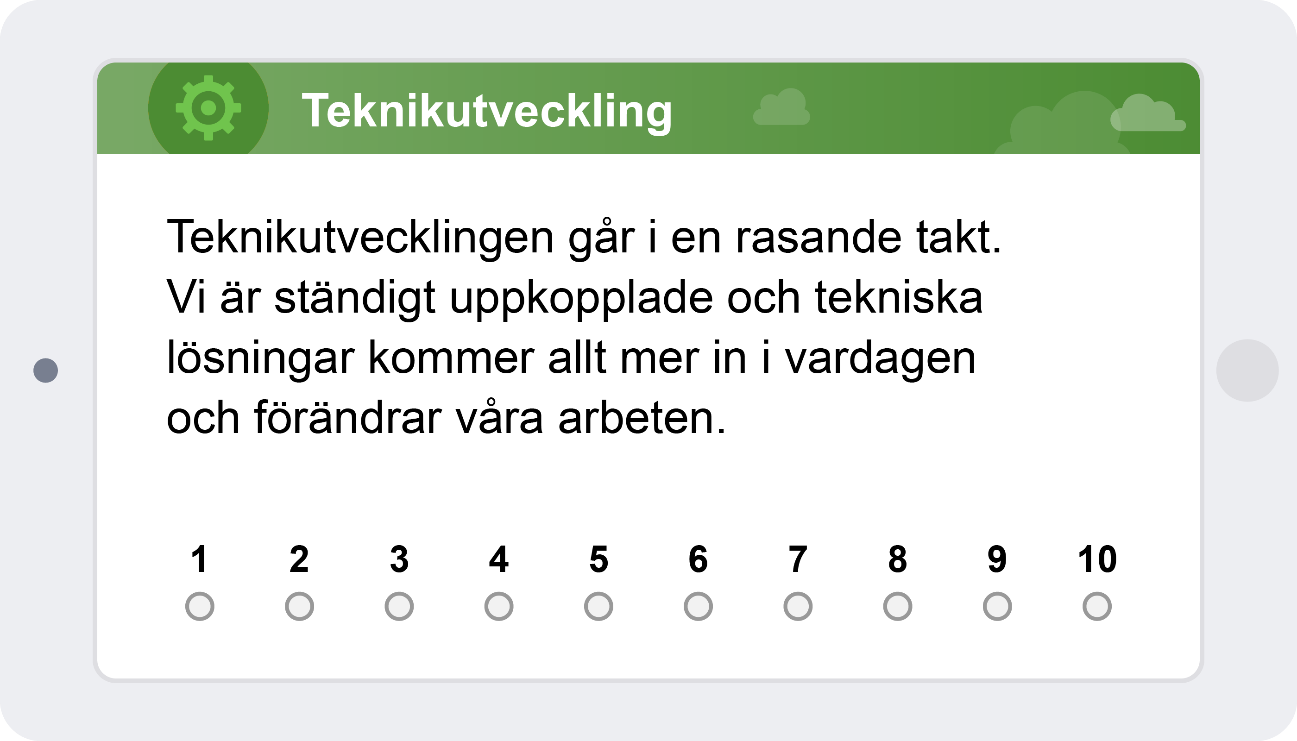 Teknikutveckling
Teknikutvecklingen går i en rasande takt.
Vi är ständigt uppkopplade och tekniska
lösningar kommer allt mer in i vardagen
och förändrar våra arbeten.
1 2 3 4 5 6 7 8 9 10